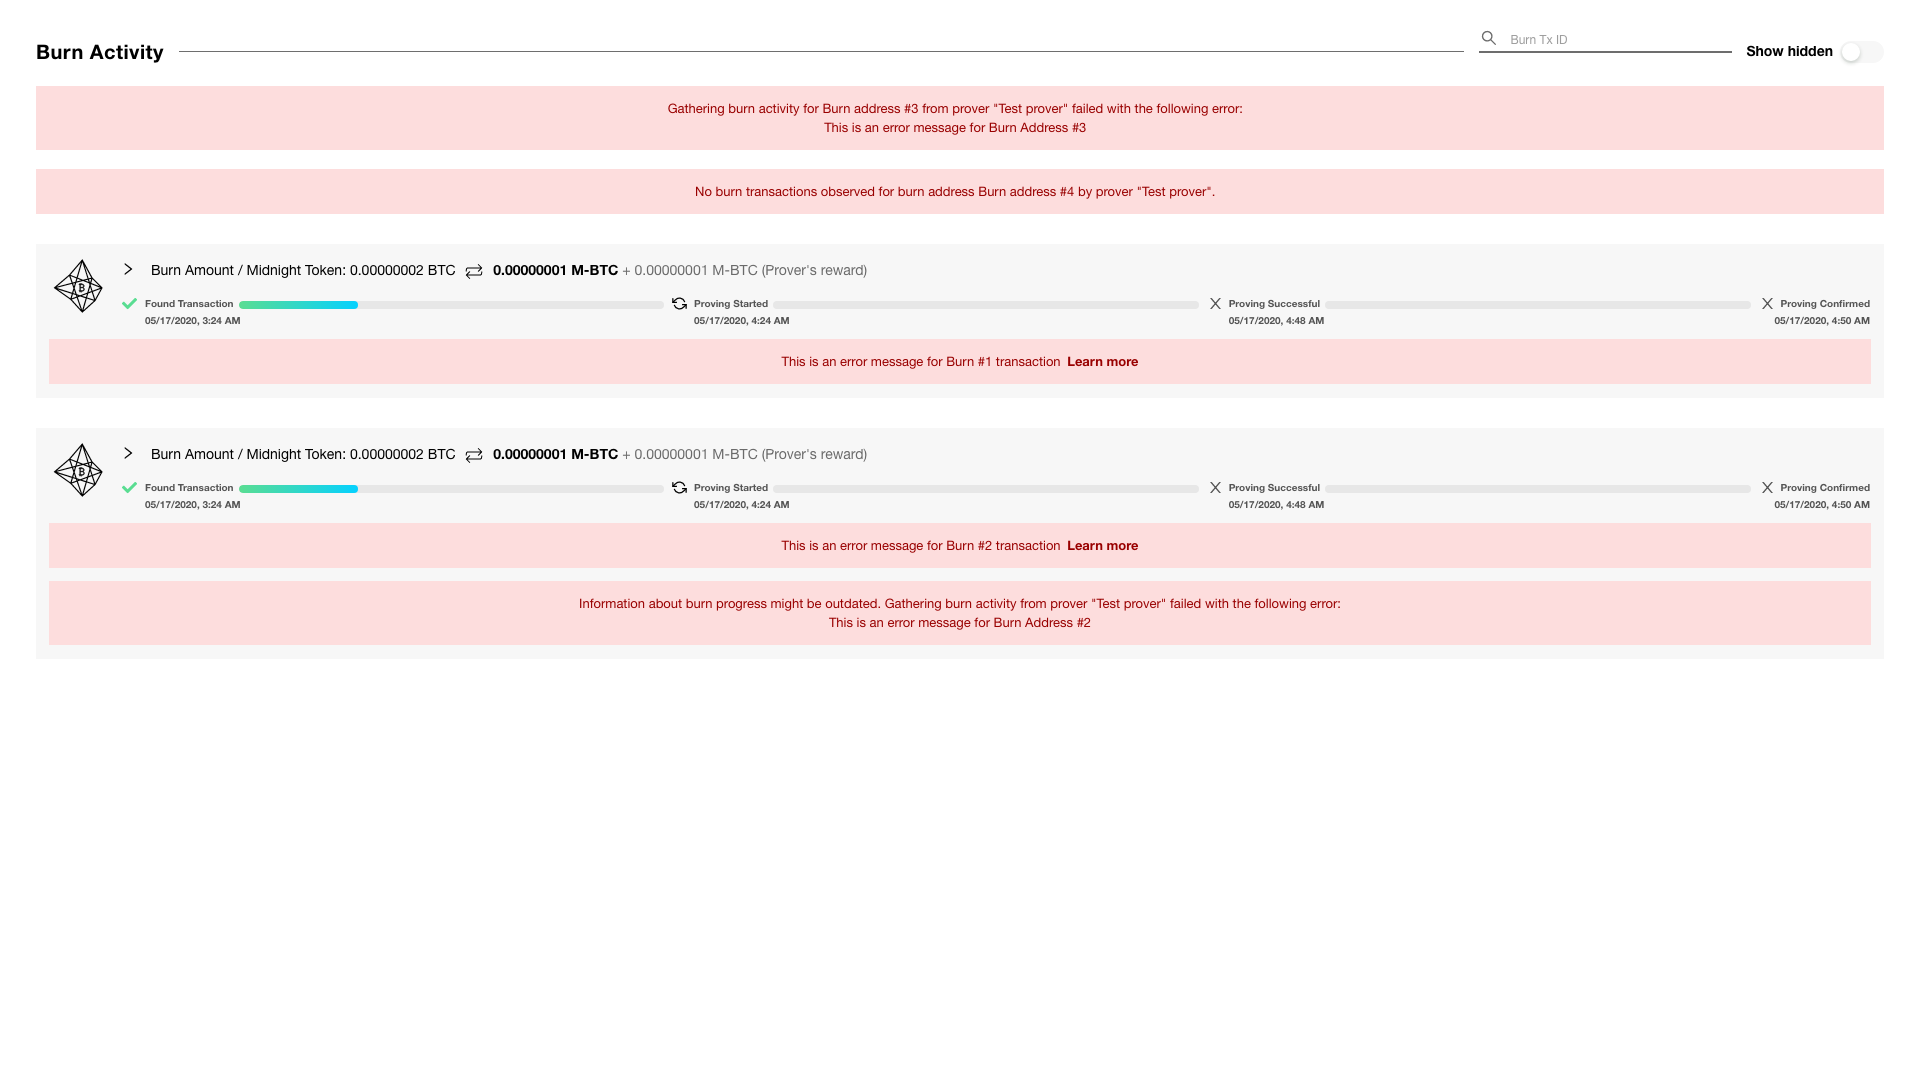 Burn Activity
Burn Tx ID
Show hidden
Gathering burn activity for Burn address #3 from prover "Test prover" failed with the following error:
This is an error message for Burn Address #3
No burn transactions observed for burn address Burn address #4 by prover "Test prover".
Burn Amount / Midnight Token: 0.00000002 BTC 0.00000001 M-BTC + 0.00000001 M-BTC (Prover's reward)
Found Transaction Proving Started Proving Successful Proving Confirmed
05/17/2020, 3:24 AM 05/17/2020, 4:24 AM 05/17/2020, 4:48 AM 05/17/2020, 4:50 AM
This is an error message for Burn #1 transaction Learn more
Burn Amount / Midnight Token: 0.00000002 BTC 0.00000001 M-BTC + 0.00000001 M-BTC (Prover's reward)
Found Transaction Proving Started Proving Successful Proving Confirmed
05/17/2020, 3:24 AM 05/17/2020, 4:24 AM 05/17/2020, 4:48 AM 05/17/2020, 4:50 AM
This is an error message for Burn #2 transaction Learn more
Information about burn progress might be outdated. Gathering burn activity from prover "Test prover" failed with the following error:
This is an error message for Burn Address #2